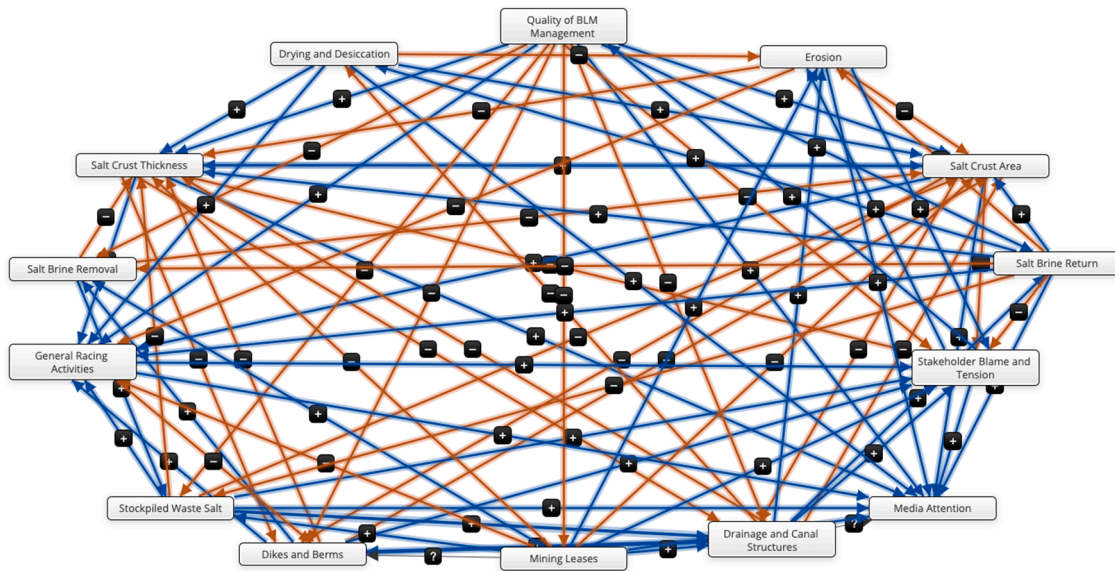 Quality of BLM
Management
Drying and Desiccation
Erosion
Salt Crust Thickness
Salt Crust Area
Salt Brine Removal
Salt Brine Return
General Racing
Activities
Stakeholder Blame and
Tension
Stockpiled Waste Salt
Media Attention
Dikes and Berms
Mining Leases
Drainage and Canal
Structures
?
?